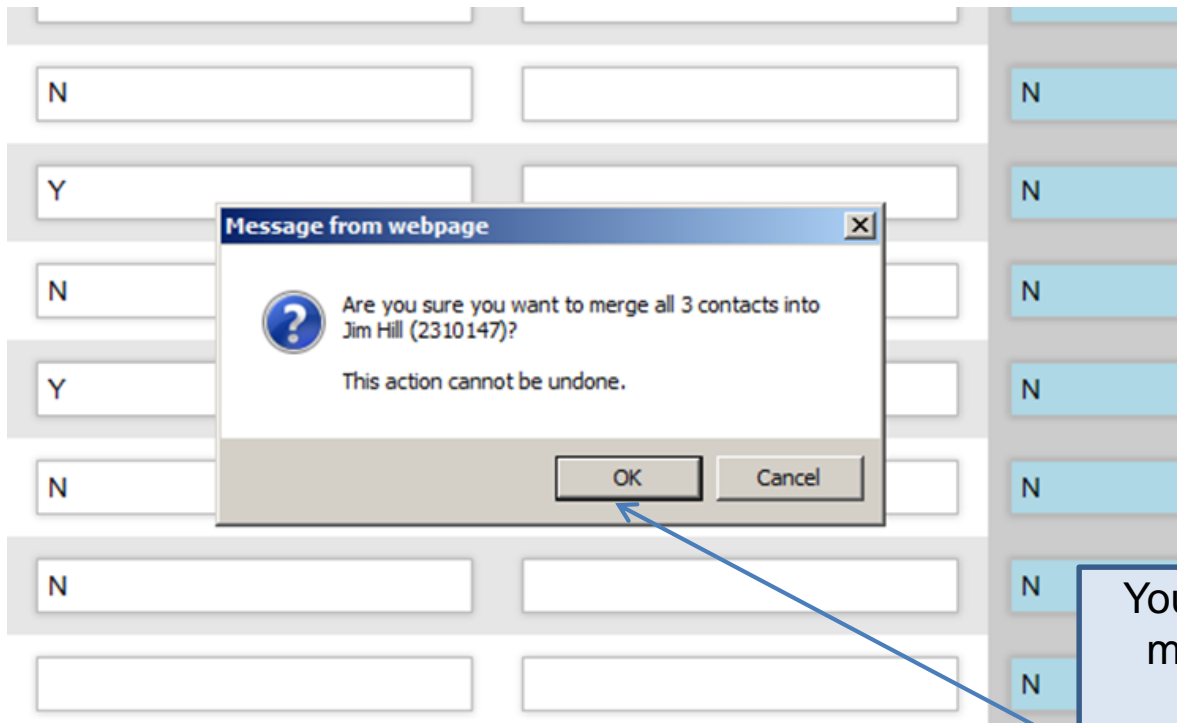 N N
Y N
Message from webpage
N N
Are you sure you want to merge all 3 contacts into
Jim Hill (2310147)?
This action cannot be undone.
Y N
OK Cancel
N N
N N
N